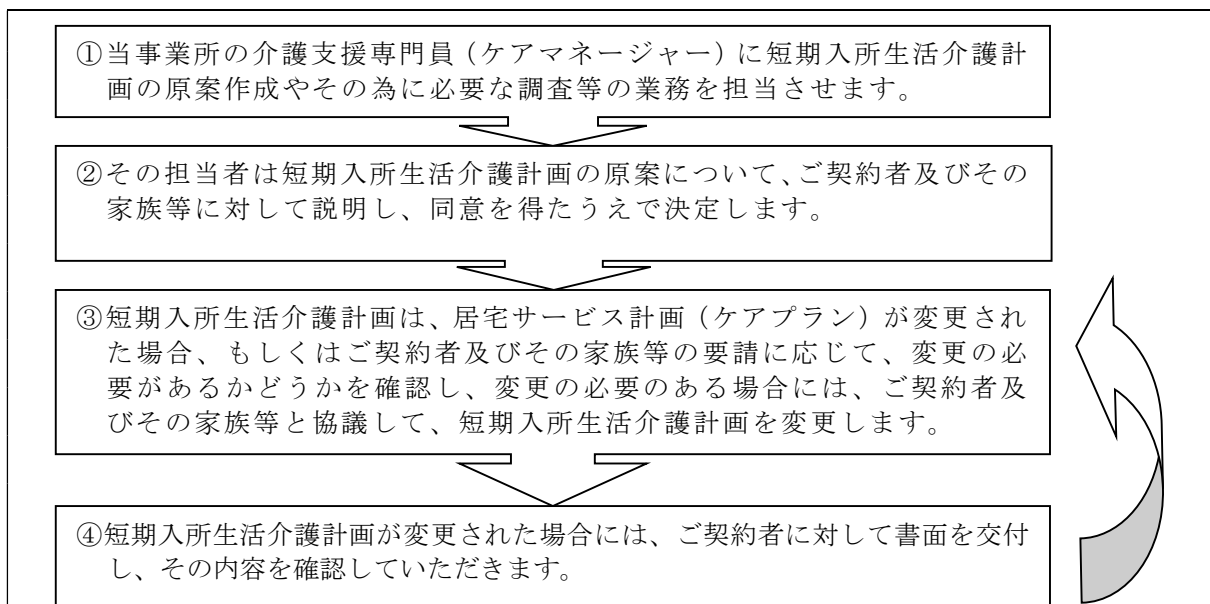 ①当事業所の介護支援専門員（ケアマネージャー）に短期入所生活介護計
画の原案作成やその為に必要な調査等の業務を担当させます。
②その担当者は短期入所生活介護計画の原案について、ご契約者及びその
家族等に対して説明し、同意を得たうえで決定します。
③短期入所生活介護計画は、居宅サービス計画（ケアプラン）が変更され
た場合、もしくはご契約者及びその家族等の要請に応じて、変更の必
要があるかどうかを確認し、変更の必要のある場合には、ご契約者及
びその家族等と協議して、短期入所生活介護計画を変更します。
④短期入所生活介護計画が変更された場合には、ご契約者に対して書面を交付
し、その内容を確認していただきます。